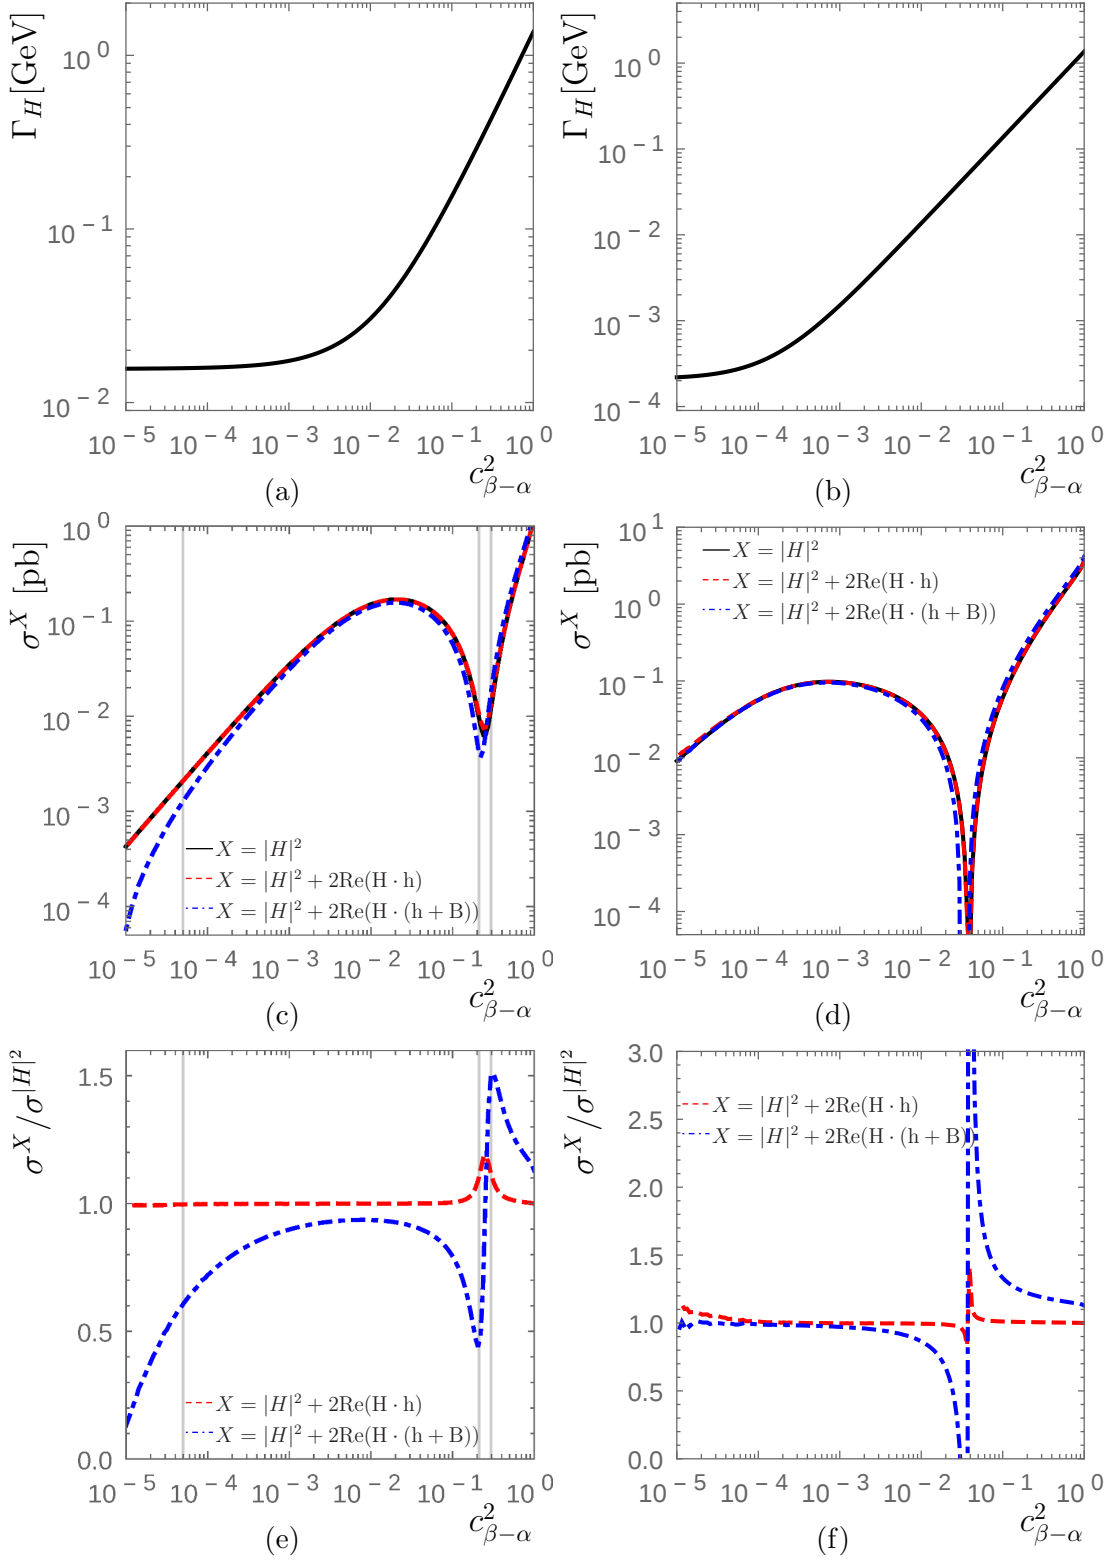 Γ_H [GeV]
10^0
10^{-1}
10^{-2}
10^{-5} 10^{-4} 10^{-3} 10^{-2} 10^{-1} 10^0
c^2_{β−α}
(a)
Γ_H [GeV]
10^0
10^{-1}
10^{-2}
10^{-3}
10^{-4}
10^{-5} 10^{-4} 10^{-3} 10^{-2} 10^{-1} 10^0
c^2_{β−α}
(b)
σ^X [pb]
10^0
10^{-1}
10^{-2}
10^{-3}
10^{-4}
X = |H|^2
X = |H|^2 + 2Re(H · h)
X = |H|^2 + 2Re(H · (h + B))
10^{-5} 10^{-4} 10^{-3} 10^{-2} 10^{-1} 10^0
c^2_{β−α}
(c)
σ^X [pb]
10^1
10^0
10^{-1}
10^{-2}
10^{-3}
10^{-4}
X = |H|^2
X = |H|^2 + 2Re(H · h)
X = |H|^2 + 2Re(H · (h + B))
10^{-5} 10^{-4} 10^{-3} 10^{-2} 10^{-1} 10^0
c^2_{β−α}
(d)
σ^X/σ^{|H|^2}
1.5
1.0
0.5
0.0
X = |H|^2 + 2Re(H · h)
X = |H|^2 + 2Re(H · (h + B))
10^{-5} 10^{-4} 10^{-3} 10^{-2} 10^{-1} 10^0
c^2_{β−α}
(e)
σ^X/σ^{|H|^2}
3.0
2.5
2.0
1.5
1.0
0.5
0.0
X = |H|^2 + 2Re(H · h)
X = |H|^2 + 2Re(H · (h + B))
10^{-5} 10^{-4} 10^{-3} 10^{-2} 10^{-1} 10^0
c^2_{β−α}
(f)